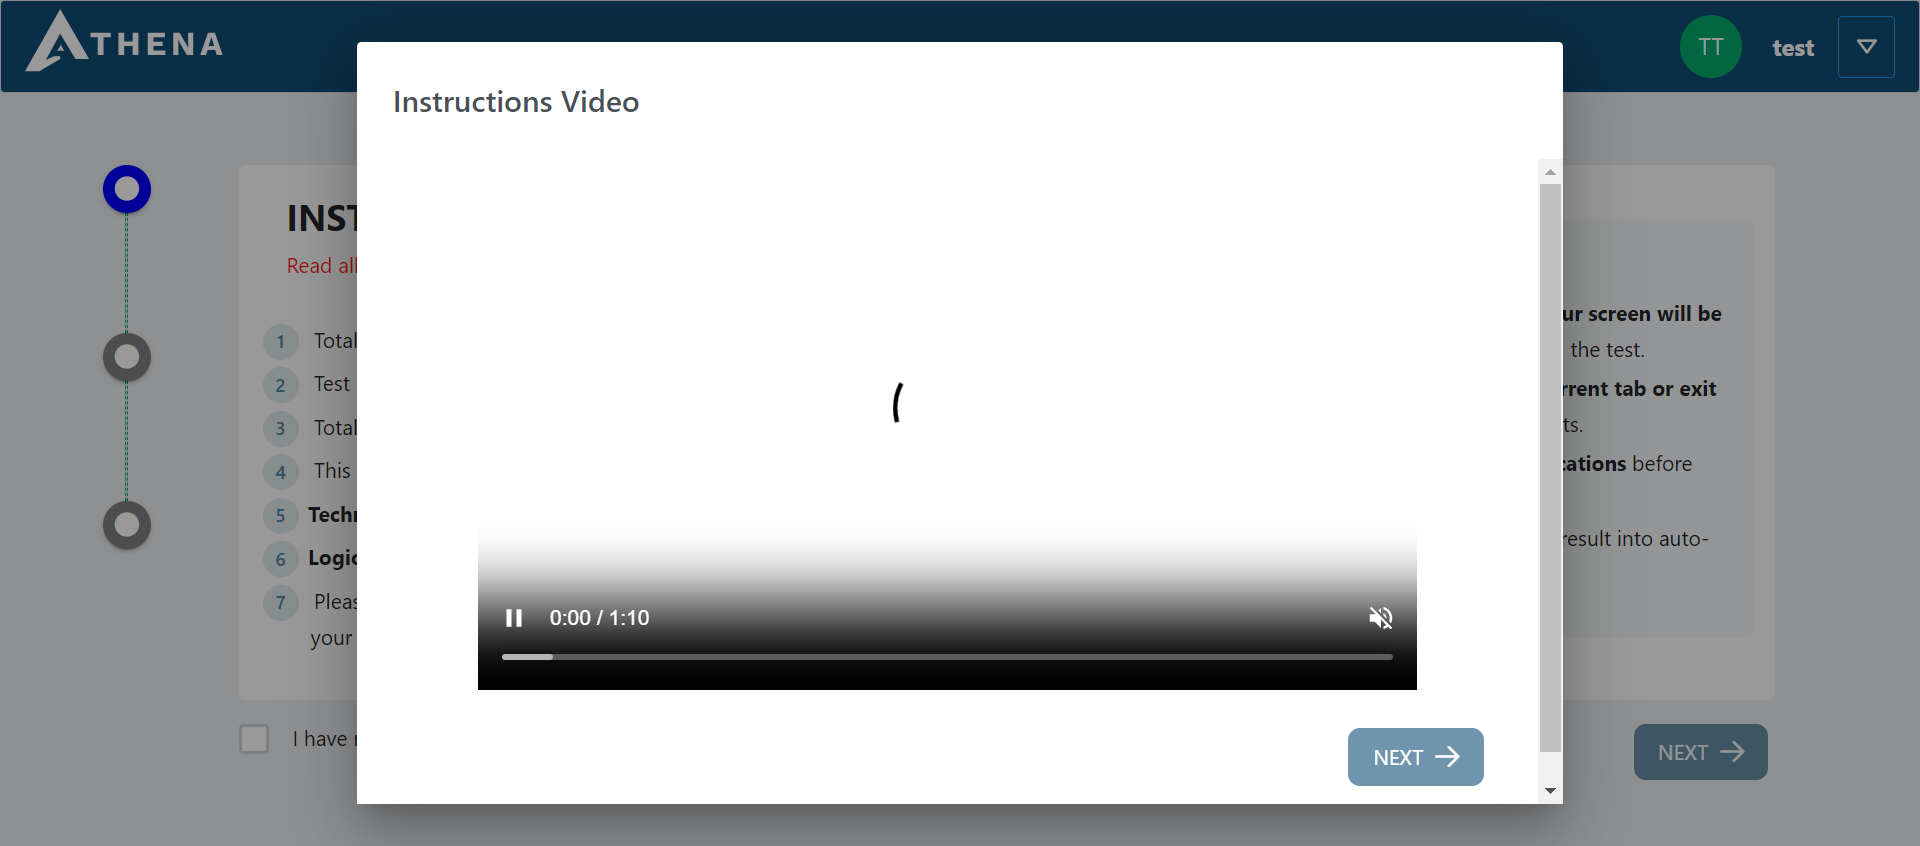 ATHENA
TT
test
Instructions Video
INST
Read all
1 Total
2 Test
3 Total
4 This
5 Techn
6 Logic
7 Pleas
your
ur screen will be
the test.
rrent tab or exit
ts.
cations before
result into auto-
0:00 / 1:10
NEXT
I have
NEXT